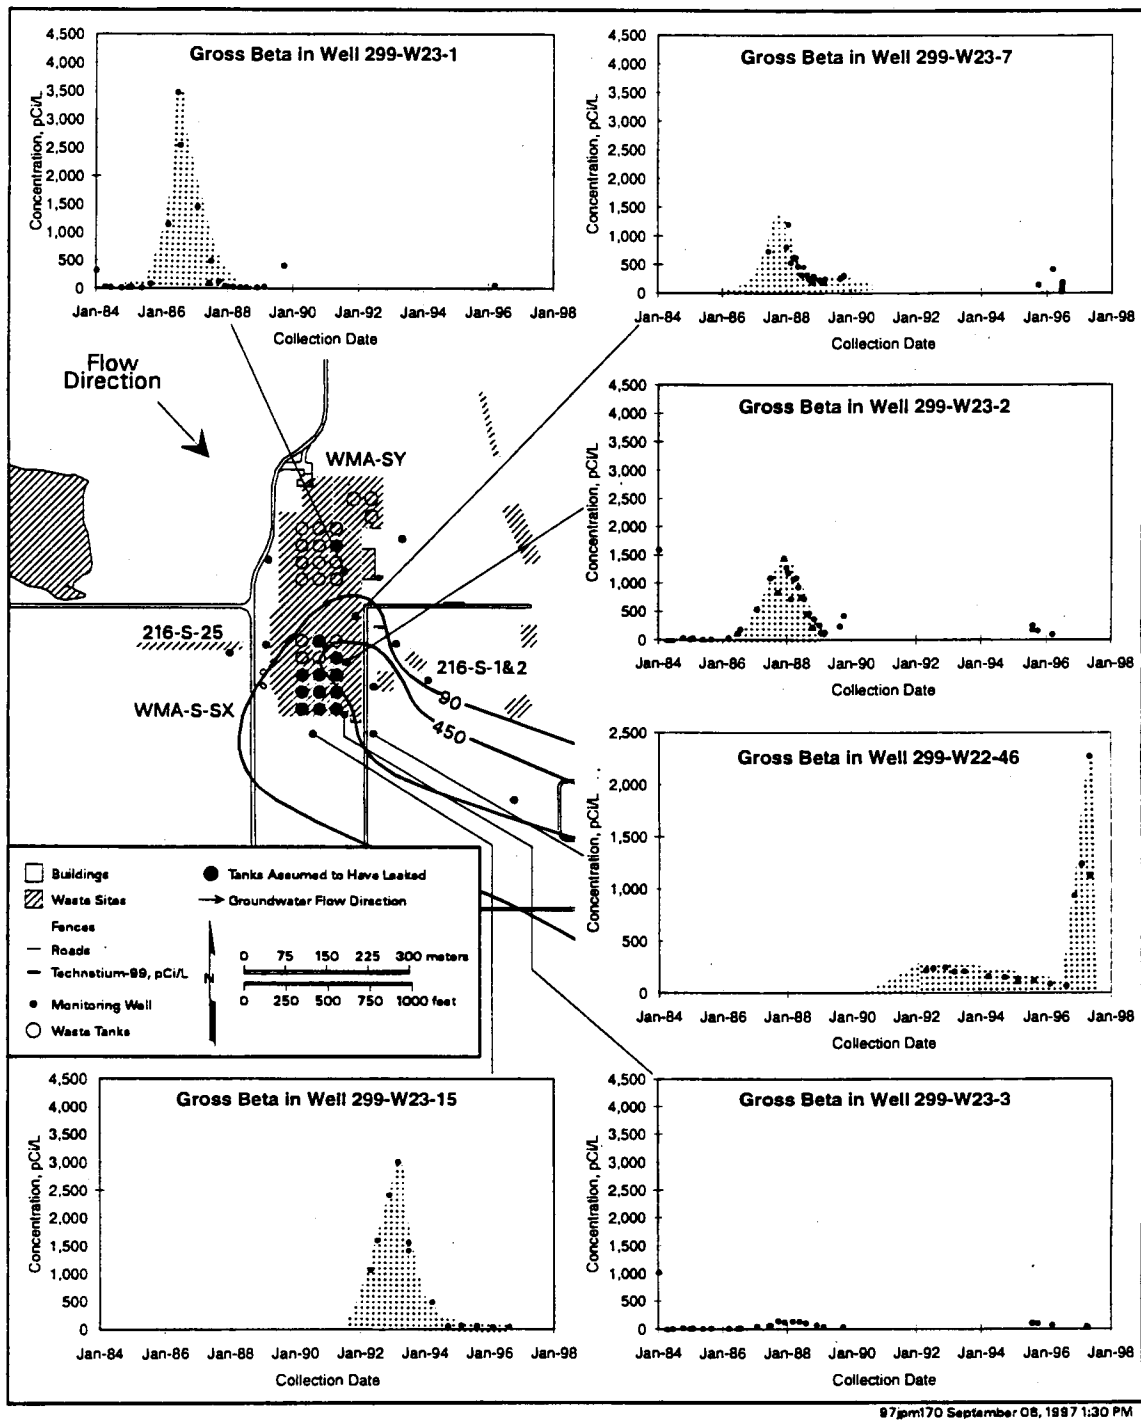 Gross Beta in Well 299-W23-1
Concentration, pCi/L
4,500
4,000
3,500
3,000
2,500
2,000
1,500
1,000
500
0
Jan-84 Jan-86 Jan-88 Jan-90 Jan-92 Jan-94 Jan-96 Jan-98
Collection Date
Gross Beta in Well 299-W23-7
Concentration, pCi/L
4,500
4,000
3,500
3,000
2,500
2,000
1,500
1,000
500
0
Jan-84 Jan-86 Jan-88 Jan-90 Jan-92 Jan-94 Jan-96 Jan-98
Collection Date
Flow
Direction
WMA-SY
216-S-25
216-S-1&2
WMA-S-SX
90
450
Gross Beta in Well 299-W23-2
Concentration, pCi/L
4,500
4,000
3,500
3,000
2,500
2,000
1,500
1,000
500
0
Jan-84 Jan-86 Jan-88 Jan-90 Jan-92 Jan-94 Jan-96 Jan-98
Collection Date
Gross Beta in Well 299-W22-46
Concentration, pCi/L
2,500
2,000
1,500
1,000
500
0
Jan-84 Jan-86 Jan-88 Jan-90 Jan-92 Jan-94 Jan-96 Jan-98
Collection Date
Buildings
Waste Sites
Fences
Roads
Technetium-99, pCi/L
Monitoring Well
Waste Tanks
Tanks Assumed to Have Leaked
Groundwater Flow Direction
N
0 75 150 225 300 meters
0 250 500 750 1000 feet
Gross Beta in Well 299-W23-15
Concentration, pCi/L
4,500
4,000
3,500
3,000
2,500
2,000
1,500
1,000
500
0
Jan-84 Jan-86 Jan-88 Jan-90 Jan-92 Jan-94 Jan-96 Jan-98
Collection Date
Gross Beta in Well 299-W23-3
Concentration, pCi/L
4,500
4,000
3,500
3,000
2,500
2,000
1,500
1,000
500
0
Jan-84 Jan-86 Jan-88 Jan-90 Jan-92 Jan-94 Jan-96 Jan-98
Collection Date
97jpm170 September 08, 1997 1:30 PM